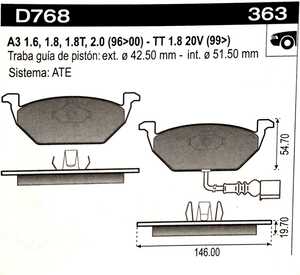 D768 363
A3 1.6, 1.8, 1.8T, 2.0 (96>00) - TT 1.8 20V (99>)
Traba guía de pistón: ext. ø 42.50 mm - int. ø 51.50 mm
Sistema: ATE
54.70
19.70
146.00